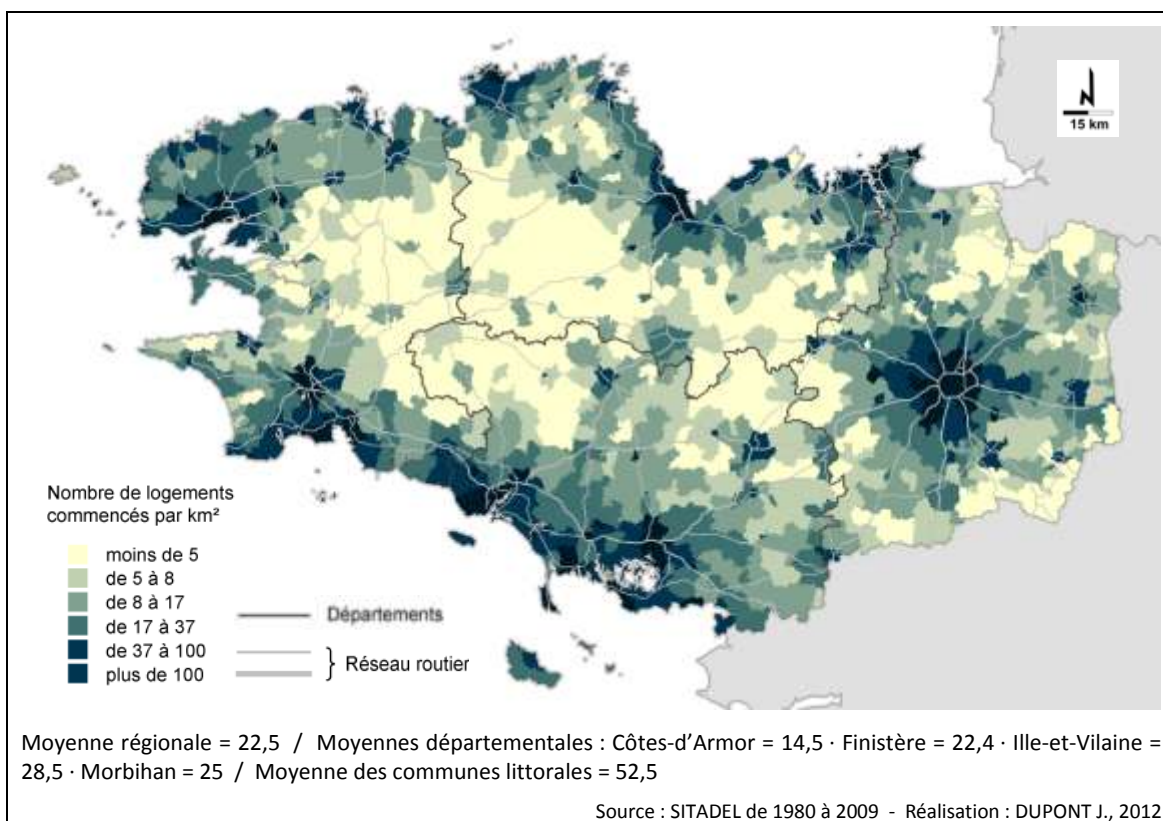 15 km
Nombre de logements
commencés par km²
moins de 5
de 5 à 8
de 8 à 17
de 17 à 37
de 37 à 100
plus de 100
Départements
Réseau routier
Moyenne régionale = 22,5 / Moyennes départementales : Côtes-d’Armor = 14,5 · Finistère = 22,4 · Ille-et-Vilaine =
28,5 · Morbihan = 25 / Moyenne des communes littorales = 52,5
Source : SITADEL de 1980 à 2009 - Réalisation : DUPONT J., 2012